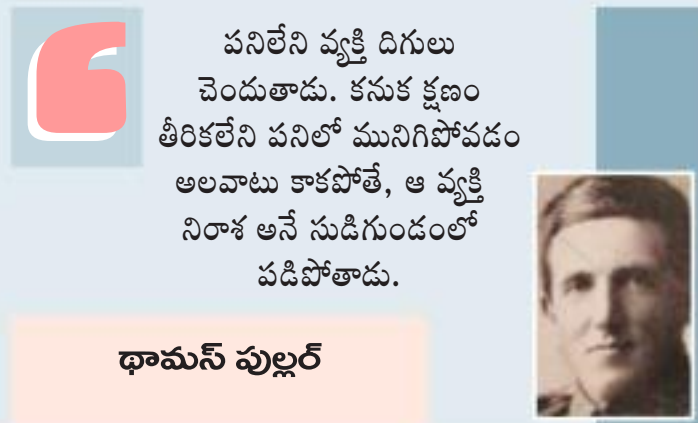 పనిలేని వ్యక్తి దిగులు
చెందుతాడు. కనుక క్షణం
తీరికలేని పనిలో మునిగిపోవడం
అలవాటు కాకపోతే, ఆ వ్యక్తి
నిరాశ అనే సుడిగుండంలో
పడిపోతాడు.
థామస్ పుల్లర్